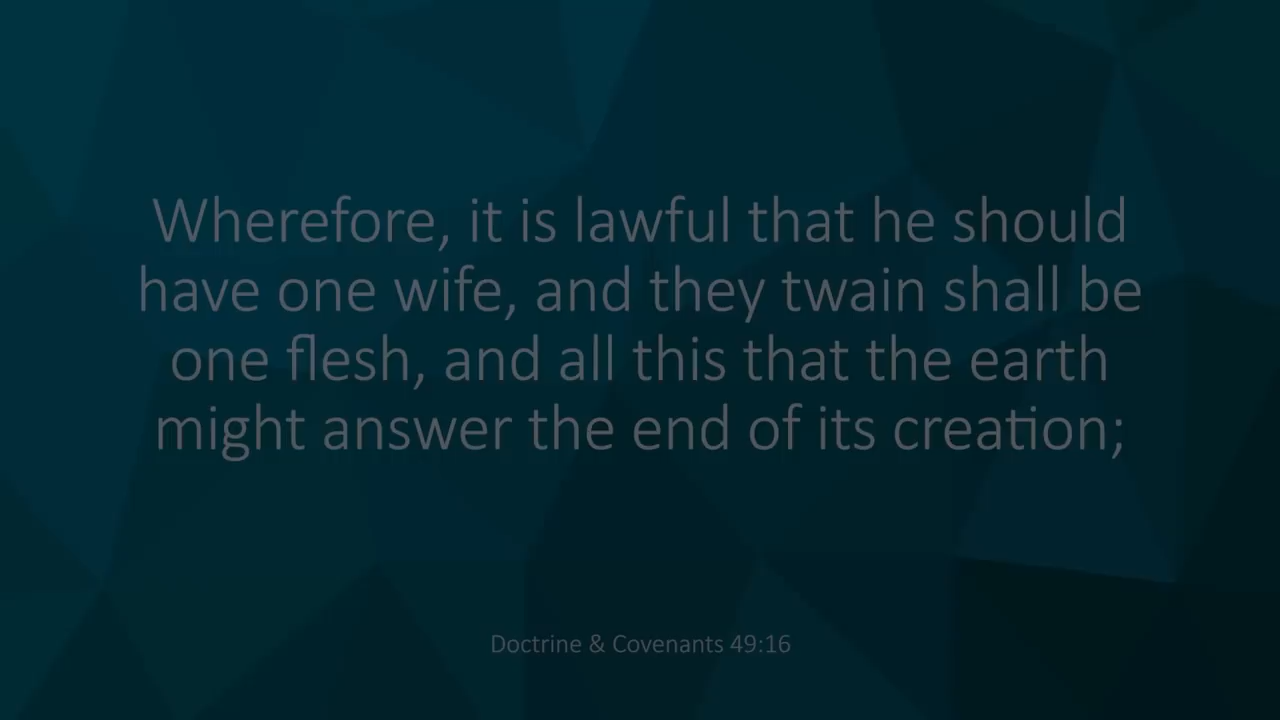 Wherefore, it is lawful that he should
have one wife, and they twain shall be
one flesh, and all this that the earth
might answer the end of its creation;
Doctrine & Covenants 49:16